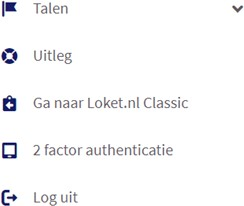 Talen
Uitleg
Ga naar Loket.nl Classic
2 factor authenticatie
Log uit